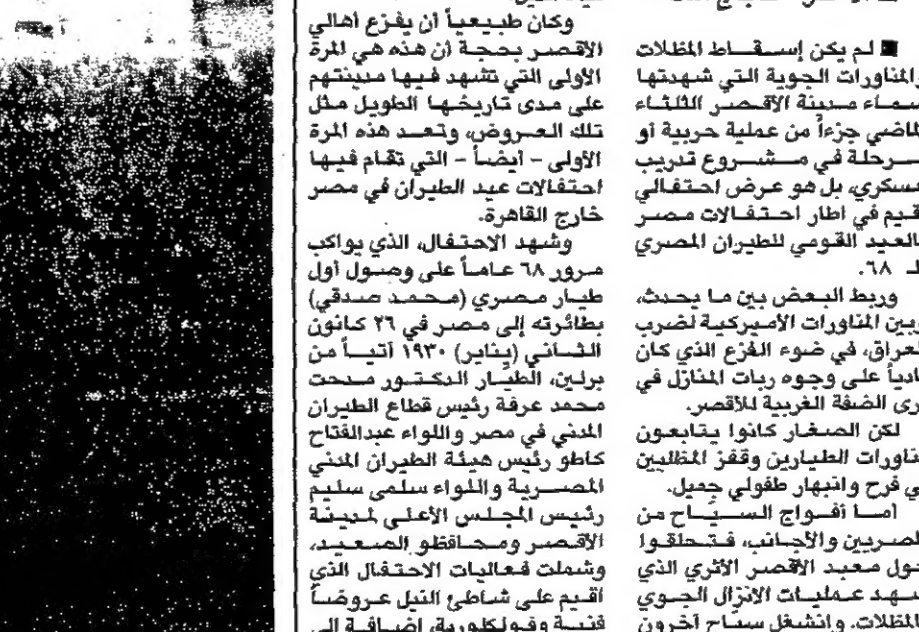 ■ لم يكن إسقاط المظلات
والمناورات الجوية التي شهدتها
سماء مدينة الأقصر الثلثاء
الماضي جزءاً من عملية حربية أو
مرحلة في مشروع تدريب
عسكري، بل هو عرض احتفالي
أقيم في اطار احتفالات مصر
بالعيد القومي للطيران المصري
لـ ٦٨.
وربط البعض بين ما يحدث،
وبين المناورات الأميركية لضرب
العراق، في ضوء الفزع الذي كان
بادياً على وجوه ربات المنازل في
قرى الضفة الغربية للأقصر.
لكن الصغار كانوا يتابعون
مناورات الطيارين وقفز المظليين
في فرح وانبهار طفولي جميل.
أما أفواج السياح من
المصريين والأجانب، فتحلقوا
حول معبد الأقصر الأثري الذي
شهد عمليات الانزال الجوي
بالمظلات. وانشغل سياح آخرون
وكان طبيعياً أن يفزع أهالي
الأقصر بحجة أن هذه هي المرة
الأولى التي تشهد فيها مدينتهم
على مدى تاريخها الطويل مثل
تلك العروض، وتعد هذه المرة
الأولى - أيضاً - التي تقام فيها
احتفالات عيد الطيران في مصر
خارج القاهرة.
وشهد الاحتفال، الذي يواكب
مرور ٦٨ عاماً على وصول أول
طيار مصري (محمد صدقي)
بطائرته إلى مصر في ٢٦ كانون
الثاني (يناير) ١٩٣٠ آتياً من
برلين، الطيار الدكتور مدحت
محمد عرفة رئيس قطاع الطيران
المدني في مصر واللواء عبدالفتاح
كاطو رئيس هيئة الطيران المدني
المصرية واللواء سلمى سليم
رئيس المجلس الأعلى لمدينة
الأقصر ومحافظو الصعيد،
وشملت فعاليات الاحتفال الذي
أقيم على شاطئ النيل عروضاً
فنية وفولكلورية، إضافة إلى